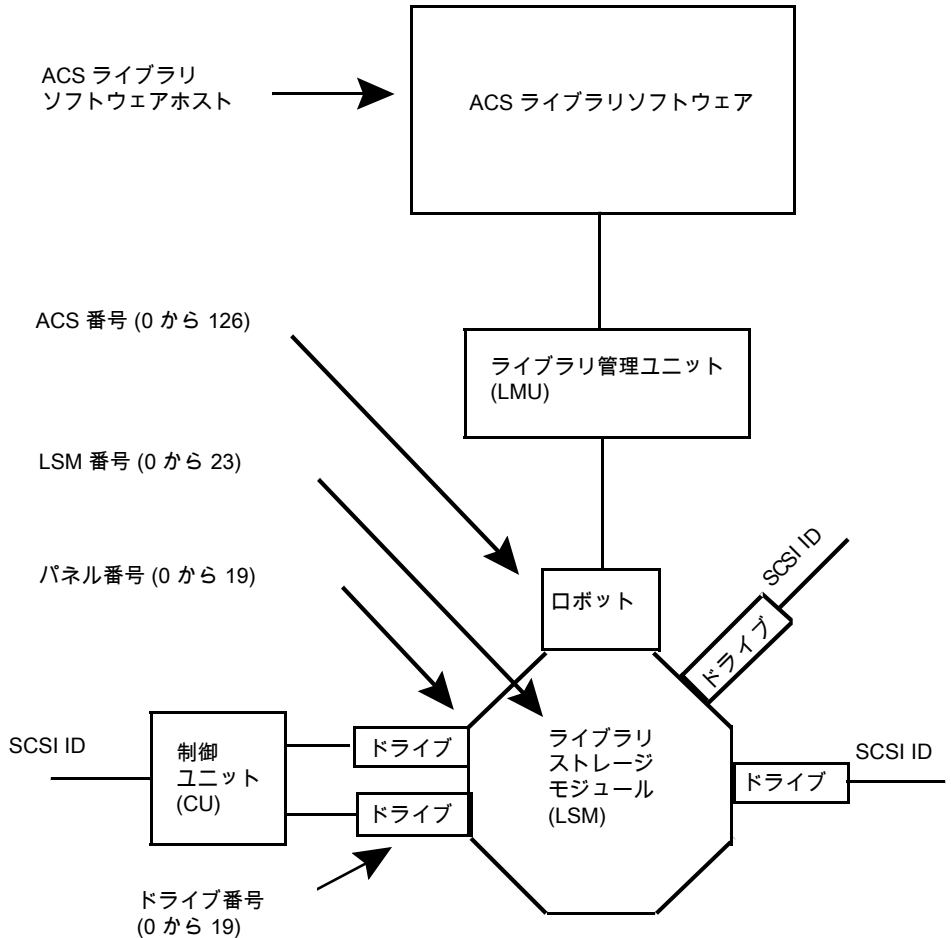 ACS ライブラリ
ソフトウェアホスト
ACS ライブラリソフトウェア
ACS 番号 (0 から 126)
ライブラリ管理ユニット
(LMU)
LSM 番号 (0 から 23)
パネル番号 (0 から 19)
ロボット
SCSI ID
ドライブ
SCSI ID
制御
ユニット
(CU)
ドライブ
ドライブ
ライブラリ
ストレージ
モジュール
(LSM)
ドライブ
SCSI ID
ドライブ番号
(0 から 19)